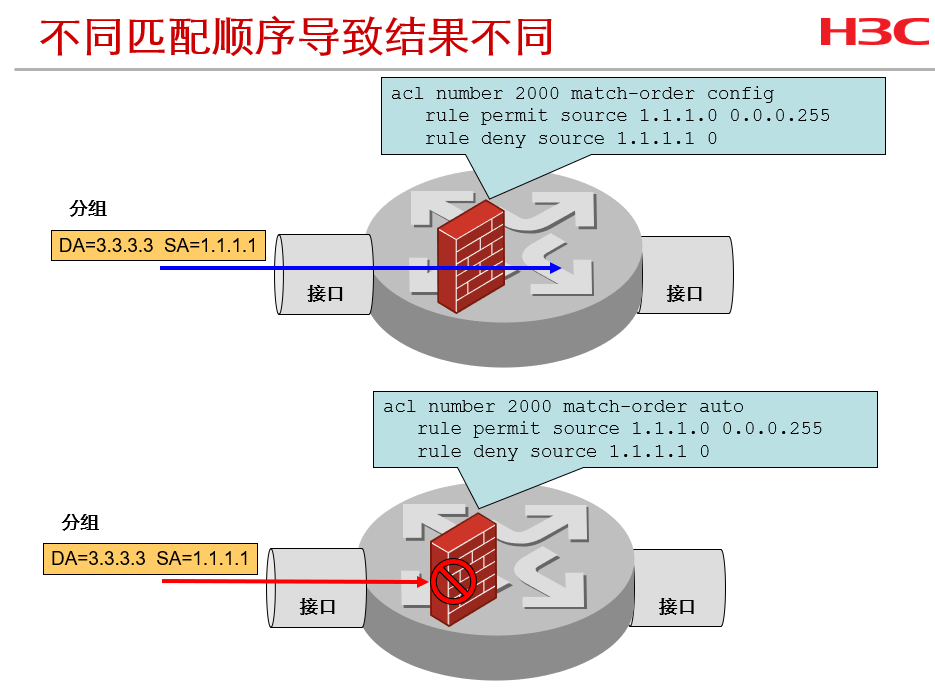 不同匹配顺序导致结果不同
H3C
acl number 2000 match-order config
rule permit source 1.1.1.0 0.0.0.255
rule deny source 1.1.1.1 0
分组
DA=3.3.3.3 SA=1.1.1.1
接口
接口
acl number 2000 match-order auto
rule permit source 1.1.1.0 0.0.0.255
rule deny source 1.1.1.1 0
分组
DA=3.3.3.3 SA=1.1.1.1
接口
接口